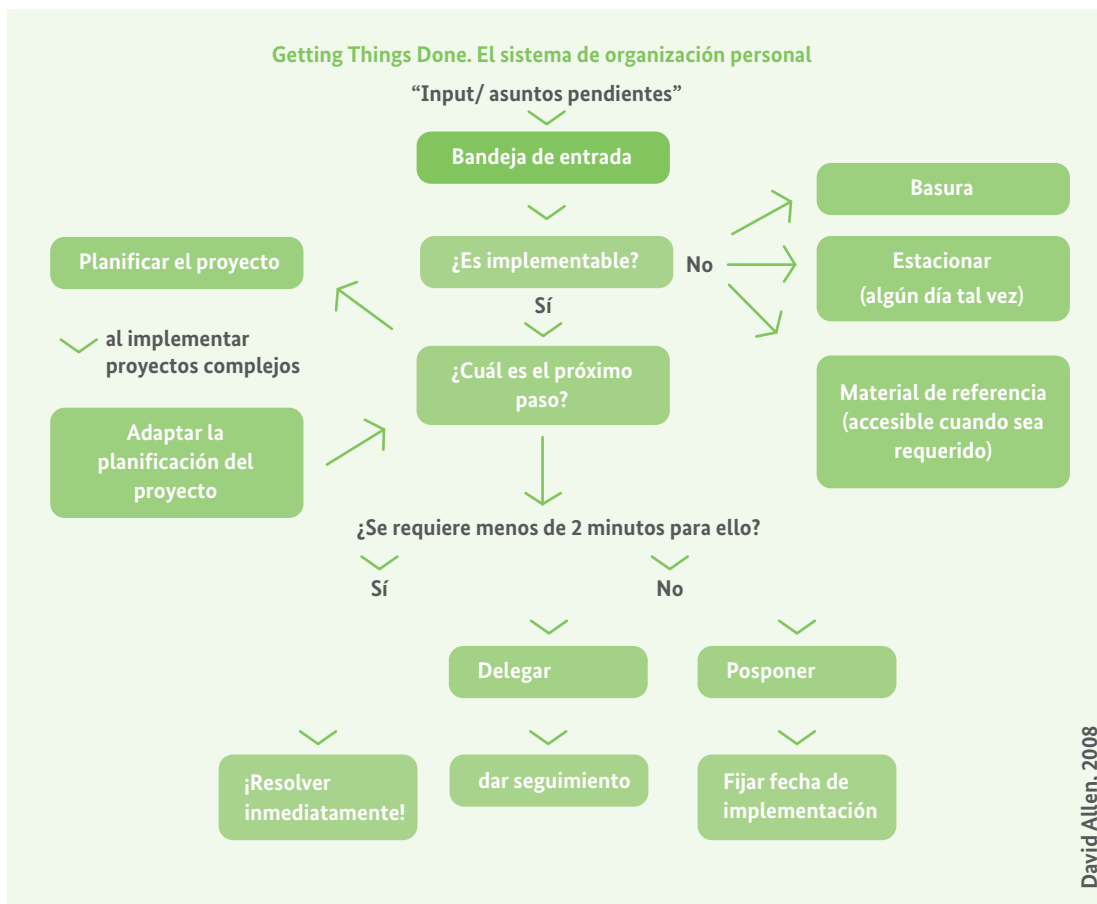 Getting Things Done. El sistema de organización personal
“Input/ asuntos pendientes”
Bandeja de entrada
¿Es implementable?
No
Sí
Basura
Estacionar
(algún día tal vez)
Material de referencia
(accesible cuando sea
requerido)
Planificar el proyecto
al implementar
proyectos complejos
Adaptar la
planificación del
proyecto
¿Cuál es el próximo
paso?
¿Se requiere menos de 2 minutos para ello?
Sí
No
Delegar
Posponer
¡Resolver
inmediatamente!
dar seguimiento
Fijar fecha de
implementación
David Allen, 2008